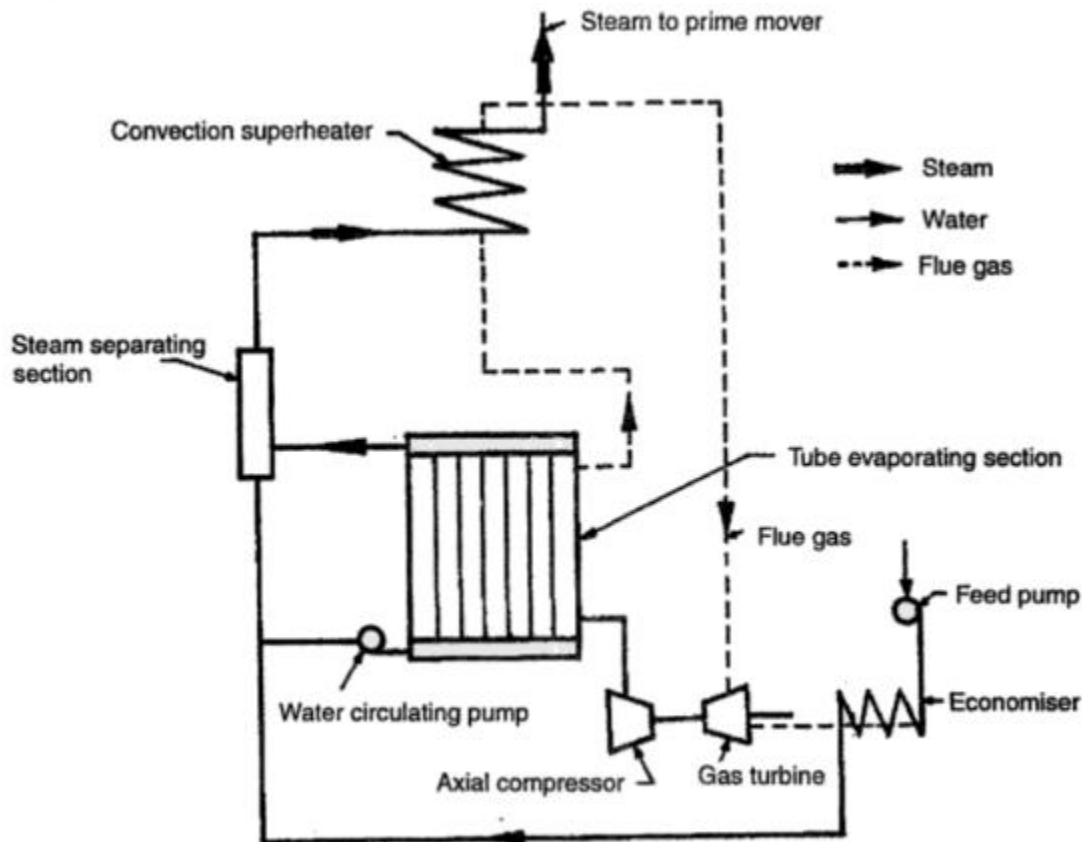 Steam to prime mover
Convection superheater
Steam
Water
Flue gas
Steam separating
section
Tube evaporating section
Flue gas
Feed pump
Water circulating pump
Economiser
Axial compressor
Gas turbine